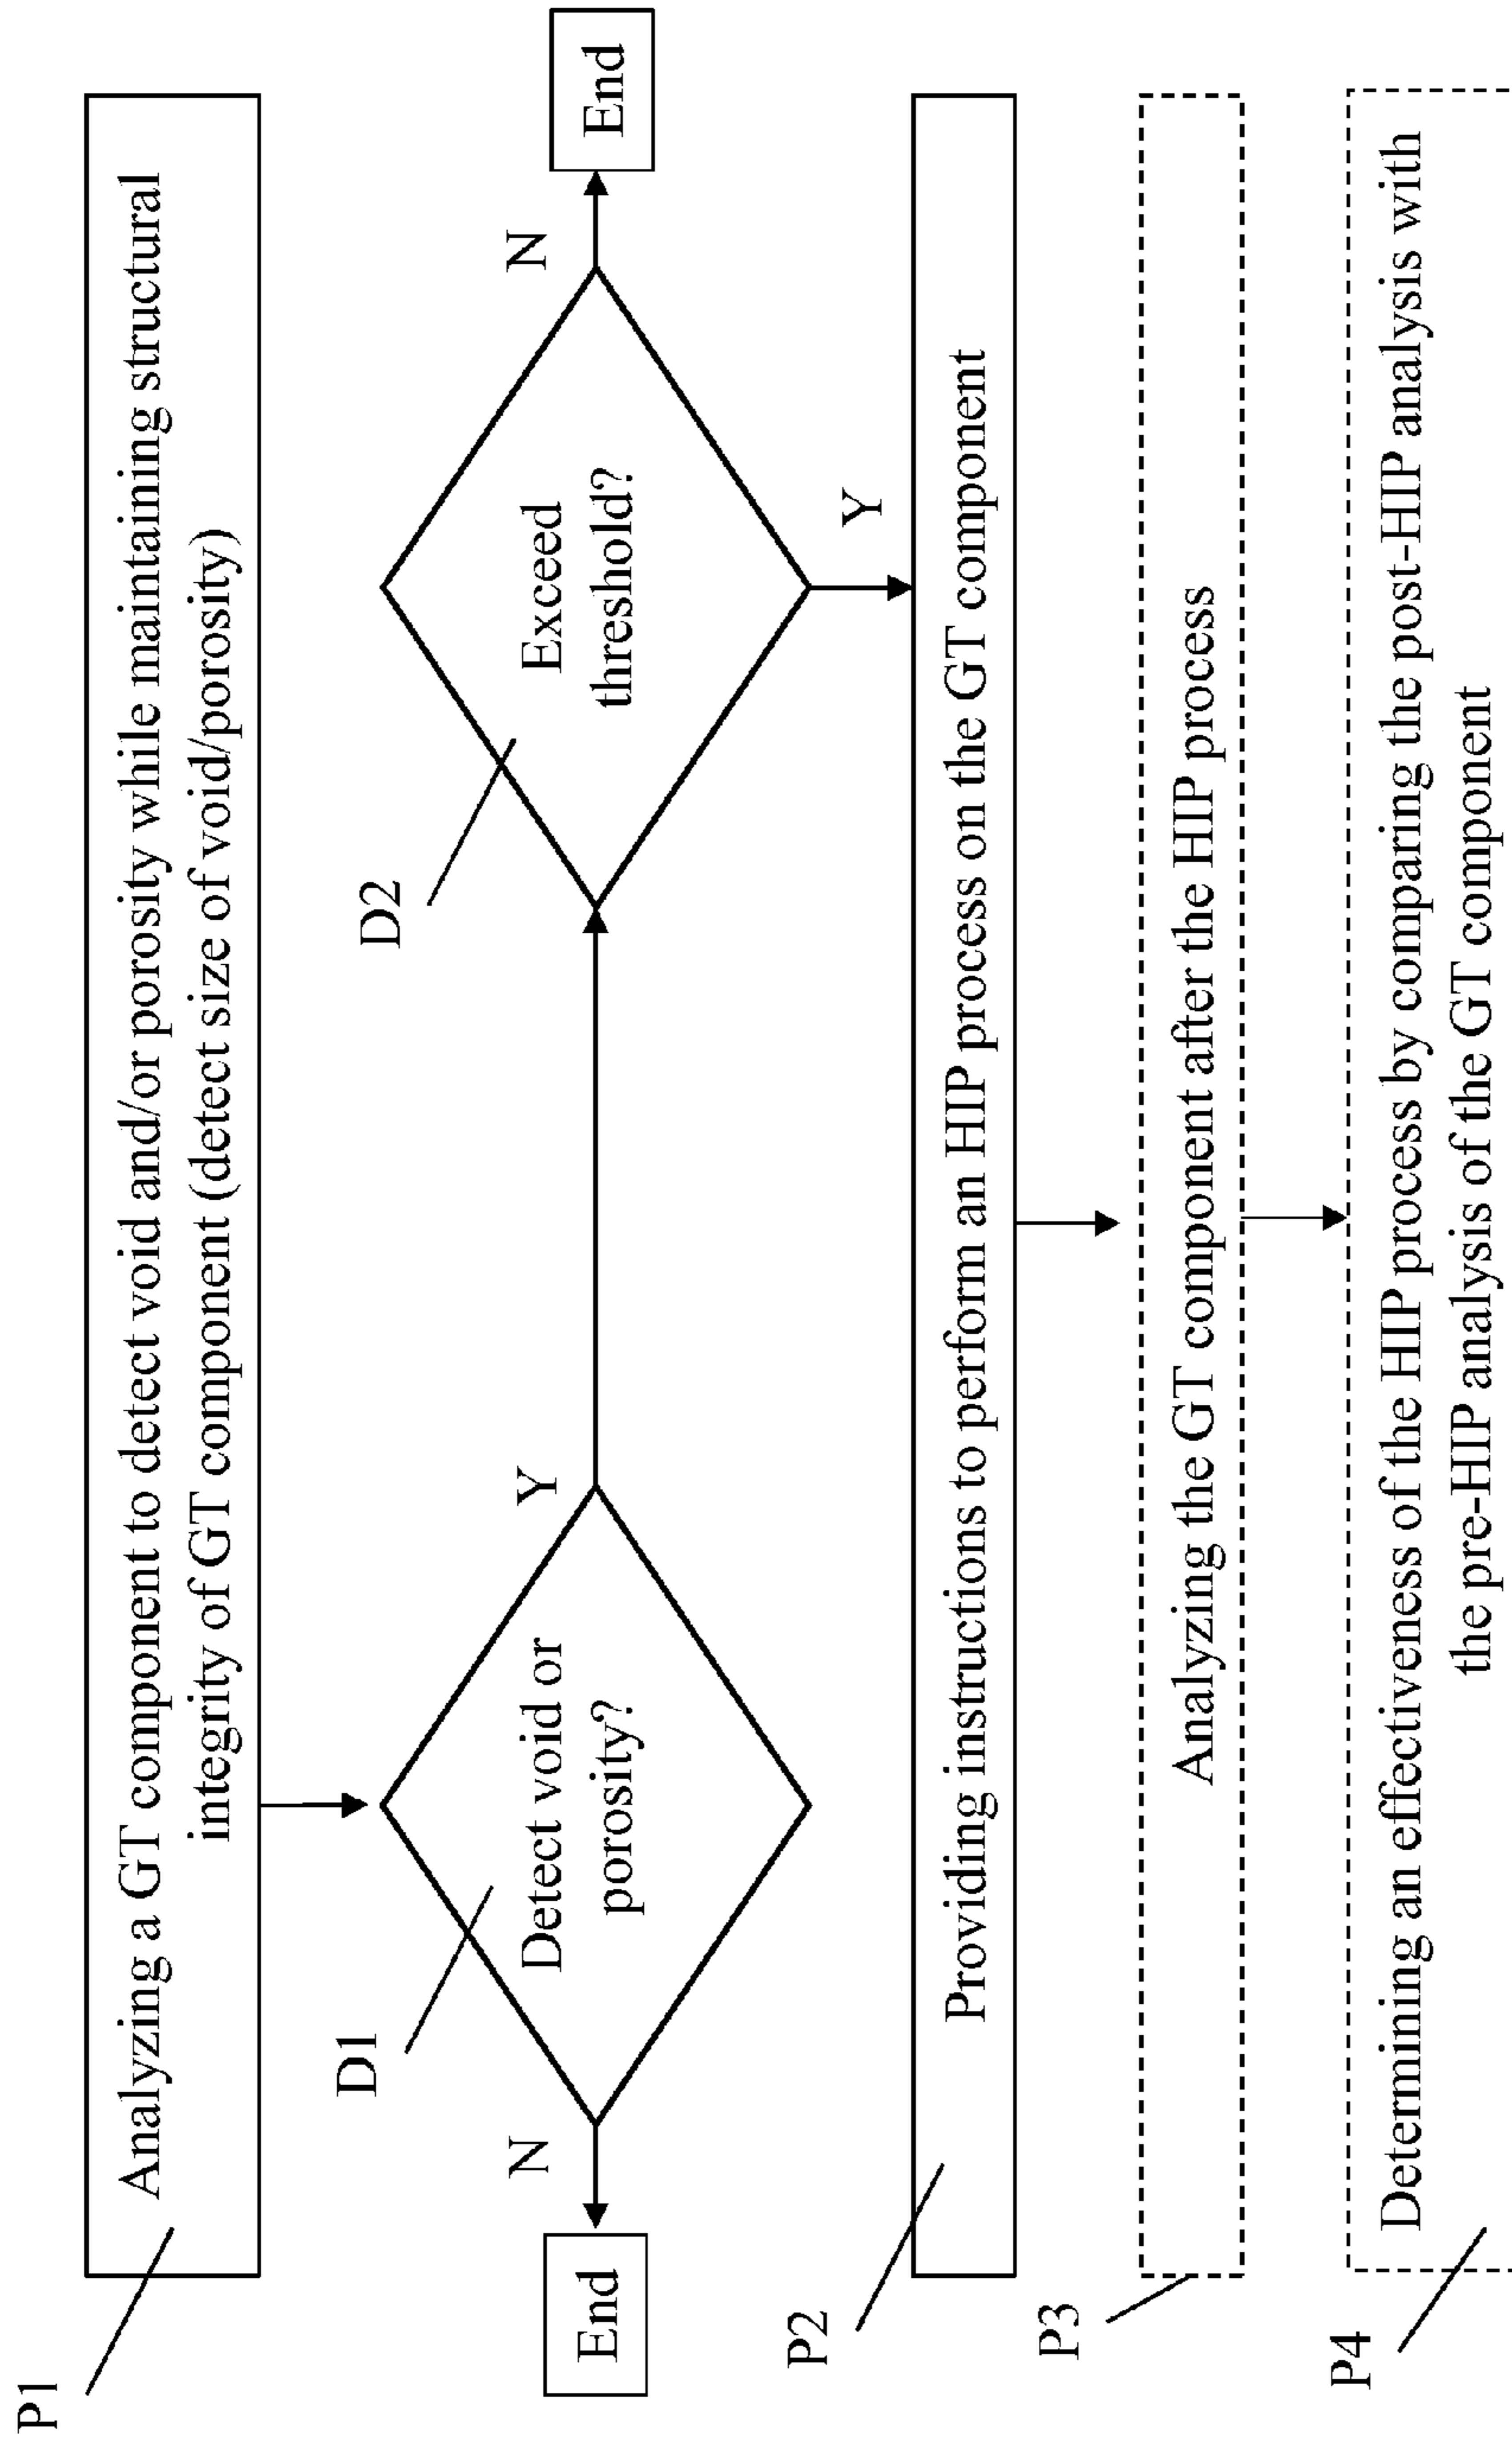 P1
Analyzing a GT component to detect void and/or porosity while maintaining structural
integrity of GT component (detect size of void/porosity)
D1
Detect void or
porosity?
N
End
Y
D2
Exceed
threshold?
N
End
Y
P2
Providing instructions to perform an HIP process on the GT component
P3
Analyzing the GT component after the HIP process
P4
Determining an effectiveness of the HIP process by comparing the post-HIP analysis with
the pre-HIP analysis of the GT component